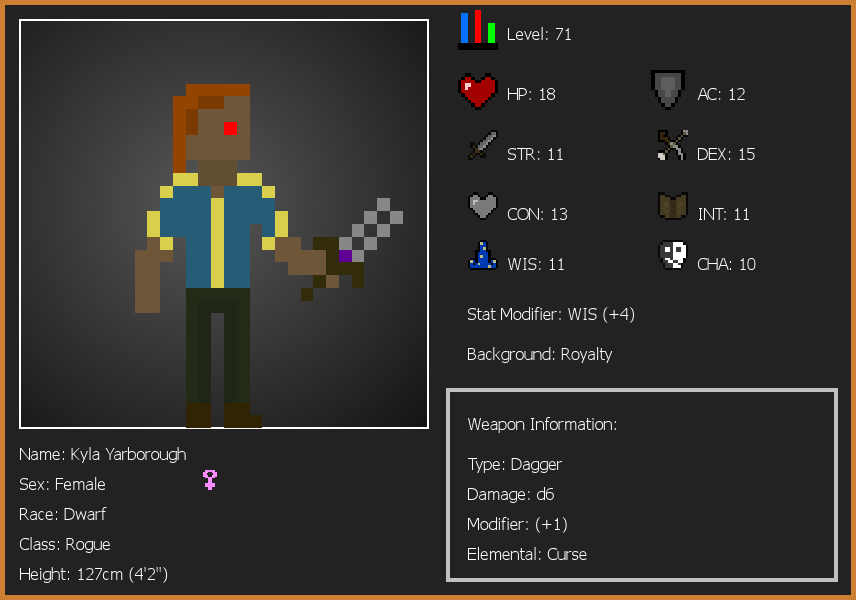 Level: 71
HP: 18
AC: 12
STR: 11
DEX: 15
CON: 13
INT: 11
WIS: 11
CHA: 10
Stat Modifier: WIS (+4)
Background: Royalty
Weapon Information:
Type: Dagger
Damage: d6
Modifier: (+1)
Elemental: Curse
Name: Kyla Yarborough
Sex: Female
Race: Dwarf
Class: Rogue
Height: 127cm (4'2")